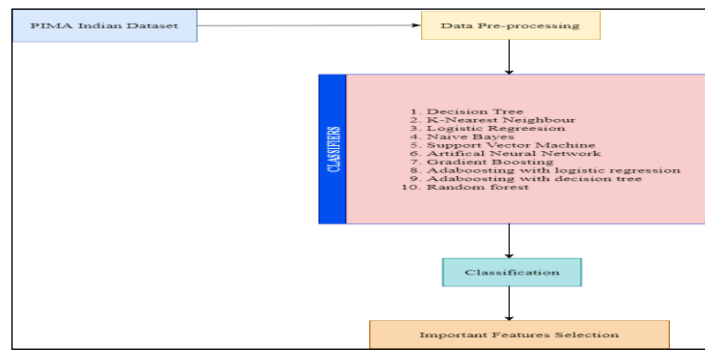 PIMA Indian Dataset
Data Pre-processing
CLASSIFIERS
1. Decision Tree
2. K-Nearest Neighbour
3. Logistic Regreesion
4. Naive Bayes
5. Support Vector Machine
6. Artifical Neural Network
7. Gradient Boosting
8. Adaboosting with logistic regression
9. Adaboosting with decision tree
10. Random forest
Classification
Important Features Selection